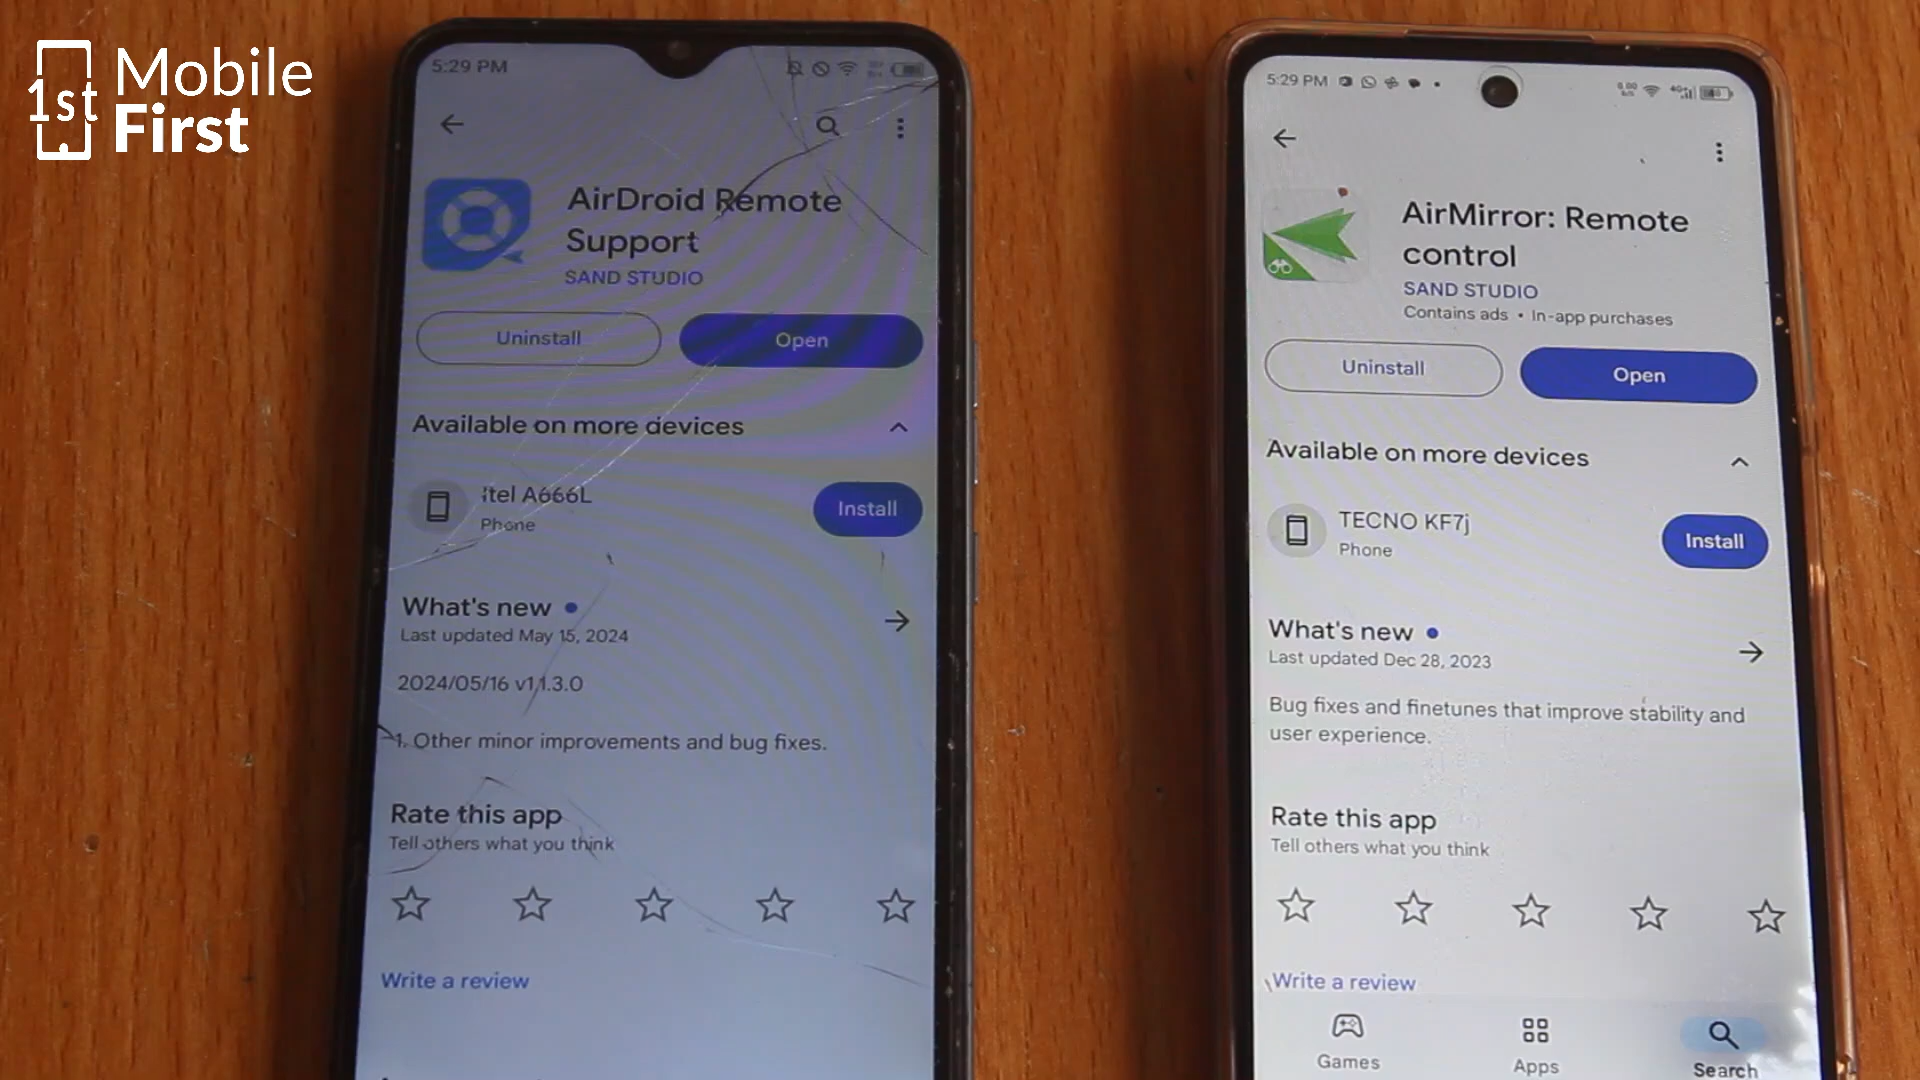 1st
Mobile
First
5:29 PM
AirDroid Remote
Support
SAND STUDIO
Uninstall
Open
Available on more devices
Itel A666L
Phone
Install
What's new
Last updated May 15, 2024
2024/05/16 v1.1.3.0
1. Other minor improvements and bug fixes.
Rate this app
Tell others what you think
Write a review
5:29 PM
AirMirror: Remote
control
SAND STUDIO
Contains ads • In-app purchases
Uninstall
Open
Available on more devices
TECNO KF7j
Phone
Install
What's new
Last updated Dec 28, 2023
Bug fixes and finetunes that improve stability and
user experience.
Rate this app
Tell others what you think
Write a review
Games
Apps
Search